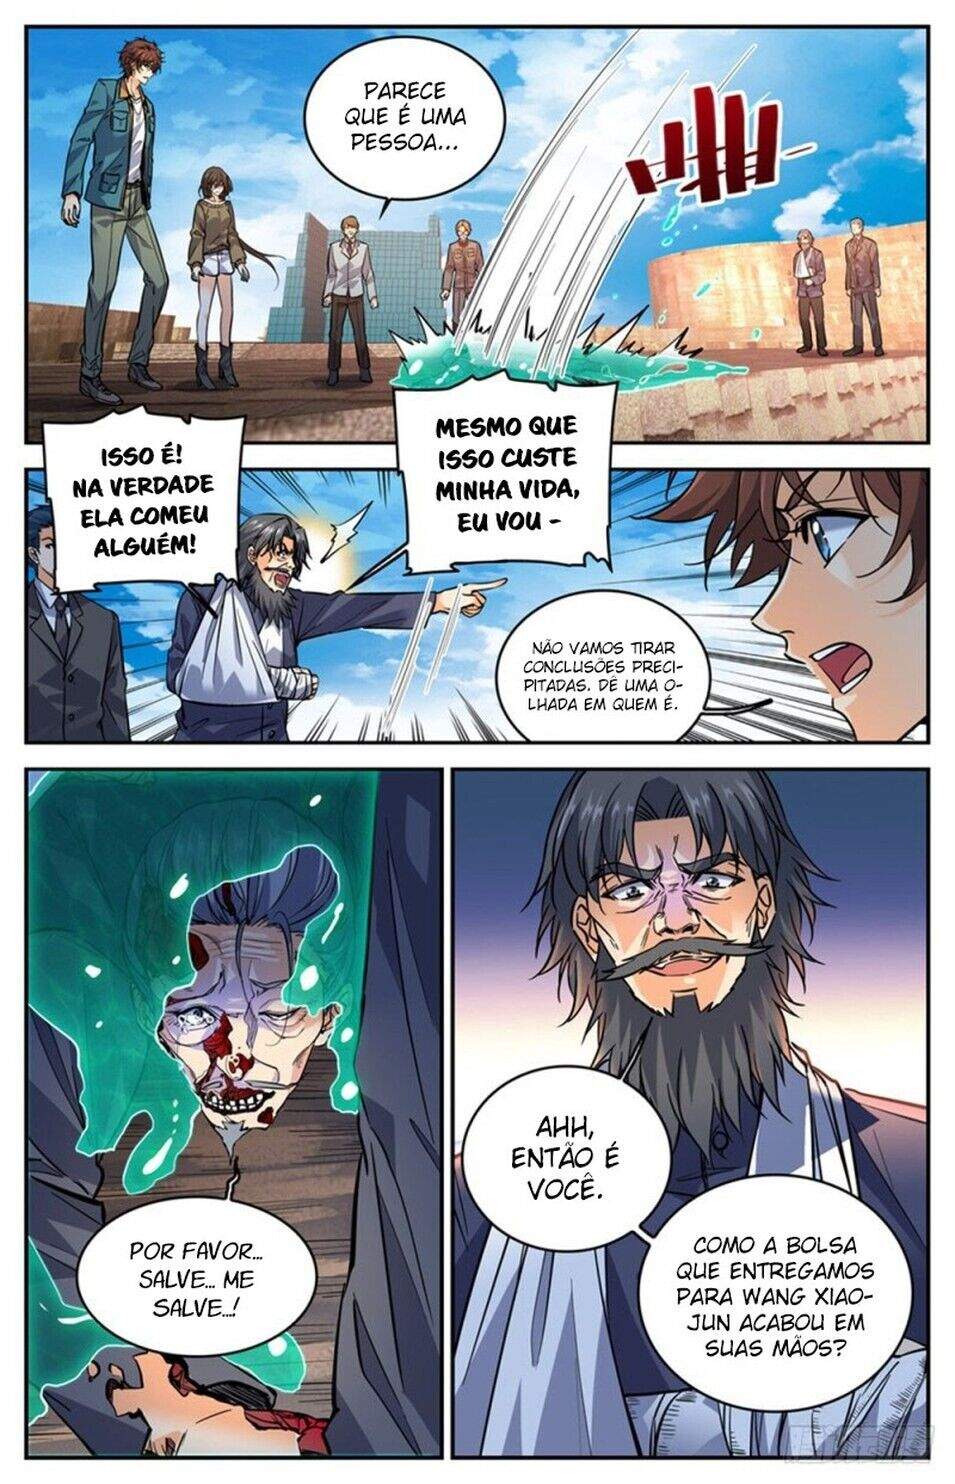 PARECE
QUE É UMA
PESSOA...
ISSO É!
NA VERDADE
ELA COMEU
ALGUÉM!
MESMO QUE
ISSO CUSTE
MINHA VIDA,
EU VOU -
NÃO VAMOS TIRAR
CONCLUSÕES PRECI-
PITADAS. DÊ UMA O-
LHADA EM QUEM É.
POR FAVOR...
SALVE... ME
SALVE...!
AHH,
ENTÃO É
VOCÊ.
COMO A BOLSA
QUE ENTREGAMOS
PARA WANG XIAO-
JUN ACABOU EM
SUAS MÃOS?